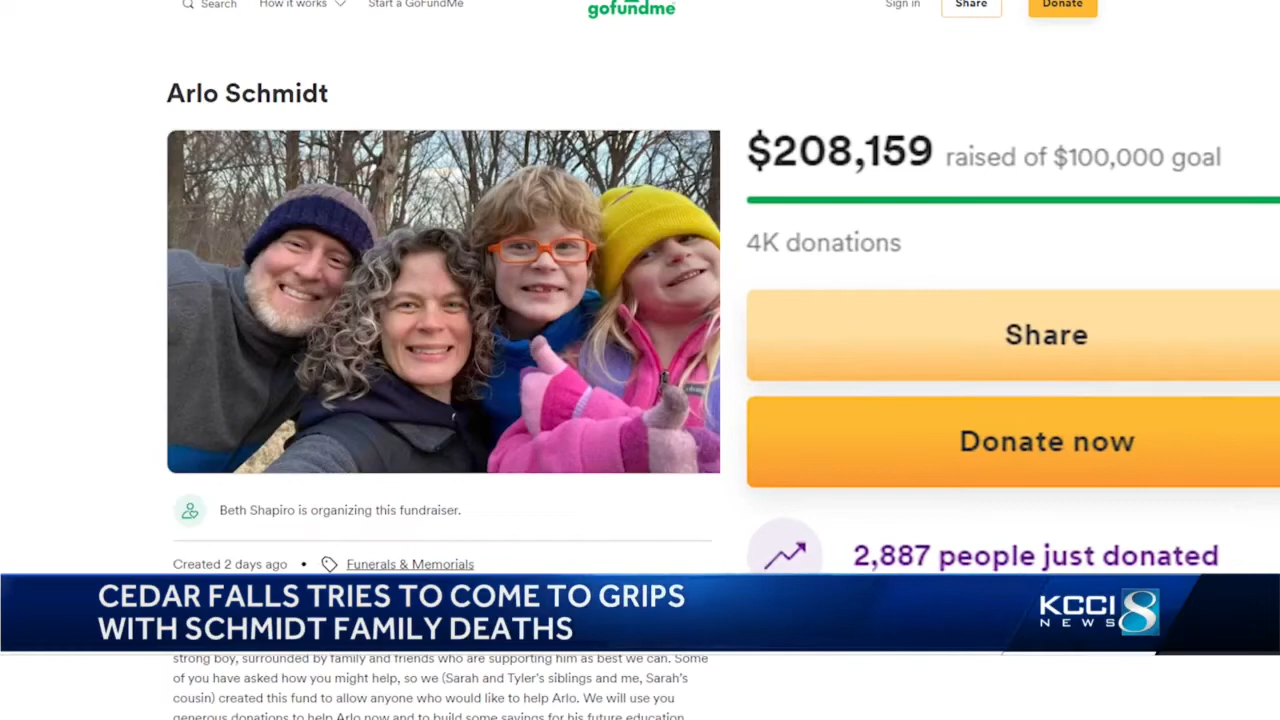 Search How it works Start a GoFundMe gofundme Sign in Share Donate
Arlo Schmidt
$208,159 raised of $100,000 goal
4K donations
Share
Donate now
Beth Shapiro is organizing this fundraiser.
2,887 people just donated
Created 2 days ago • Funerals & Memorials
CEDAR FALLS TRIES TO COME TO GRIPS
WITH SCHMIDT FAMILY DEATHS
KCCI 8
NEWS
strong boy, surrounded by family and friends who are supporting him as best we can. Some
of you have asked how you might help, so we (Sarah and Tyler's siblings and me, Sarah's
cousin) created this fund to allow anyone who would like to help Arlo. We will use you
generous donations to help Arlo now and to build some savings for his future education